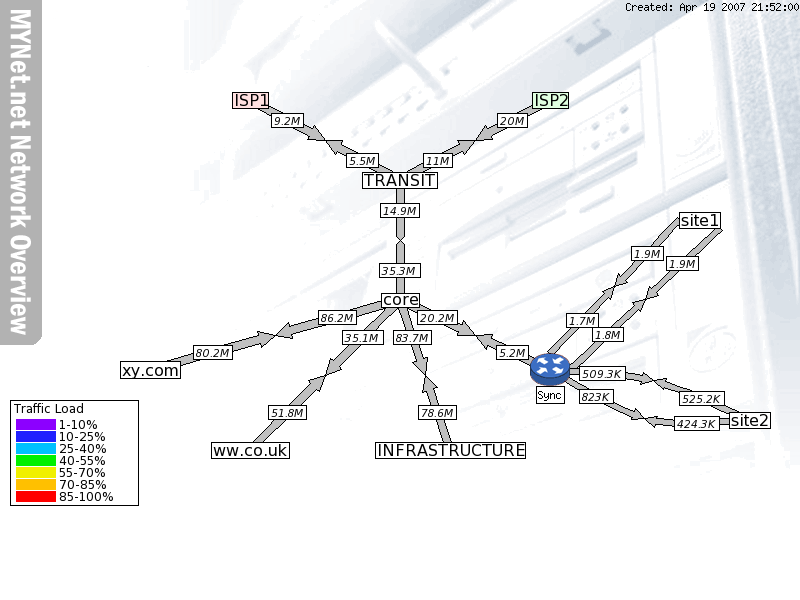 Created: Apr 19 2007 21:52:00
MYNet.net Network Overview
ISP1
ISP2
9.2M
20M
5.5M
11M
TRANSIT
14.9M
site1
1.9M
1.9M
35.3M
core
86.2M
20.2M
1.7M
35.1M
83.7M
1.8M
80.2M
5.2M
xy.com
509.3K
Sync
823K
525.2K
51.8M
78.6M
424.3K
site2
ww.co.uk
INFRASTRUCTURE
Traffic Load
1-10%
10-25%
25-40%
40-55%
55-70%
70-85%
85-100%